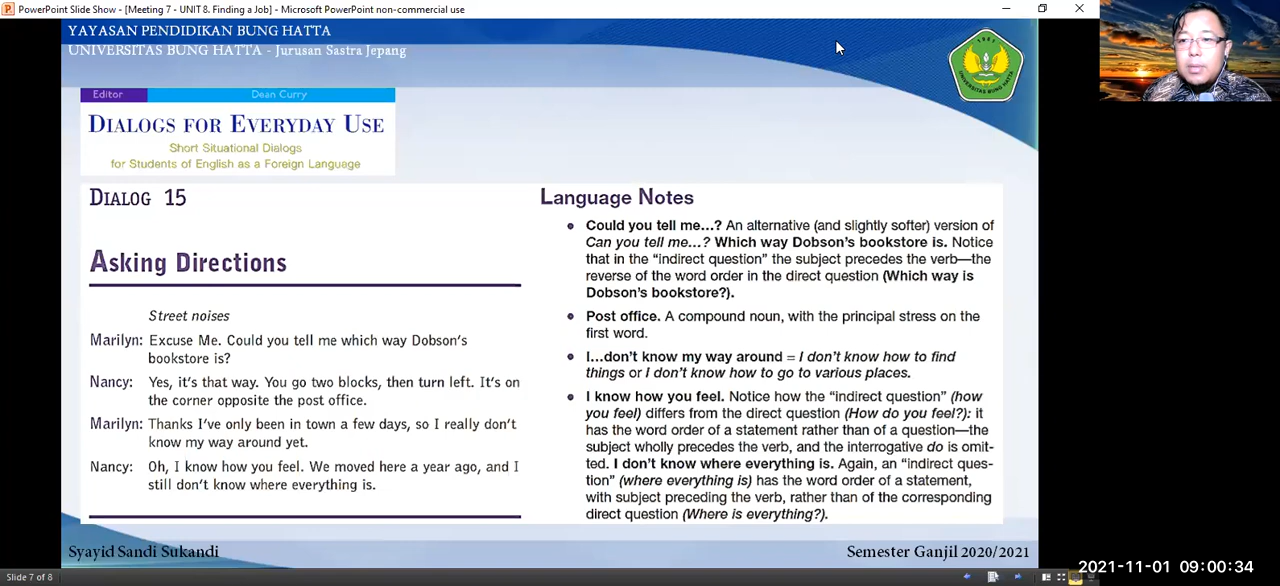 PowerPoint Slide Show - [Meeting 7 - UNIT 8. Finding a Job] - Microsoft PowerPoint non-commercial use
YAYASAN PENDIDIKAN BUNG HATTA
UNIVERSITAS BUNG HATTA - Jurusan Sastra Jepang
Editor Dean Curry
DIALOGS FOR EVERYDAY USE
Short Situational Dialogs
for Students of English as a Foreign Language
DIALOG 15
Asking Directions
Street noises
Marilyn: Excuse Me. Could you tell me which way Dobson's
bookstore is?
Nancy: Yes, it's that way. You go two blocks, then turn left. It's on
the corner opposite the post office.
Marilyn: Thanks I've only been in town a few days, so I really don't
know my way around yet.
Nancy: Oh, I know how you feel. We moved here a year ago, and I
still don't know where everything is.
Language Notes
• Could you tell me...? An alternative (and slightly softer) version of
Can you tell me...? Which way Dobson's bookstore is. Notice
that in the "indirect question" the subject precedes the verb—the
reverse of the word order in the direct question (Which way is
Dobson's bookstore?).
• Post office. A compound noun, with the principal stress on the
first word.
• I...don't know my way around = I don't know how to find
things or I don't know how to go to various places.
• I know how you feel. Notice how the "indirect question" (how
you feel) differs from the direct question (How do you feel?): it
has the word order of a statement rather than of a question—the
subject wholly precedes the verb, and the interrogative do is omit-
ted. I don't know where everything is. Again, an "indirect ques-
tion" (where everything is) has the word order of a statement,
with subject preceding the verb, rather than of the corresponding
direct question (Where is everything?).
Syayid Sandi Sukandi
Semester Ganjil 2020/2021
Slide 7 of 8
2021-11-01 09:00:34